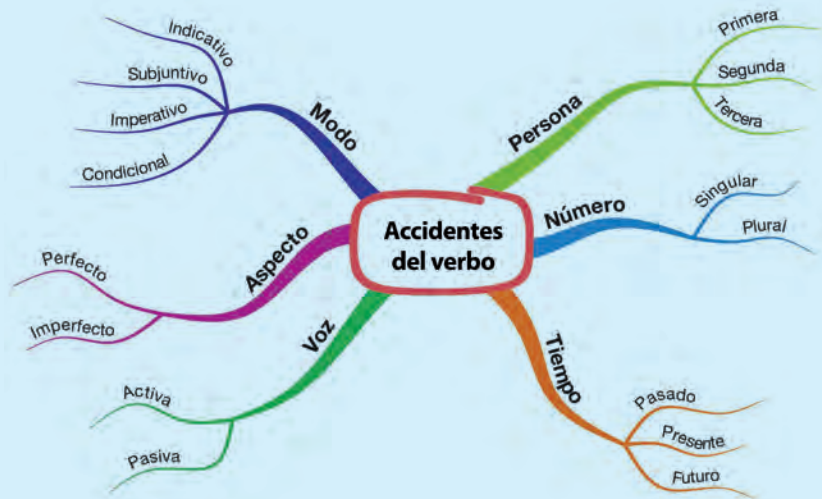 Accidentes
del verbo
Modo
Indicativo
Subjuntivo
Imperativo
Condicional
Aspecto
Perfecto
Imperfecto
Voz
Activa
Pasiva
Persona
Primera
Segunda
Tercera
Número
Singular
Plural
Tiempo
Pasado
Presente
Futuro